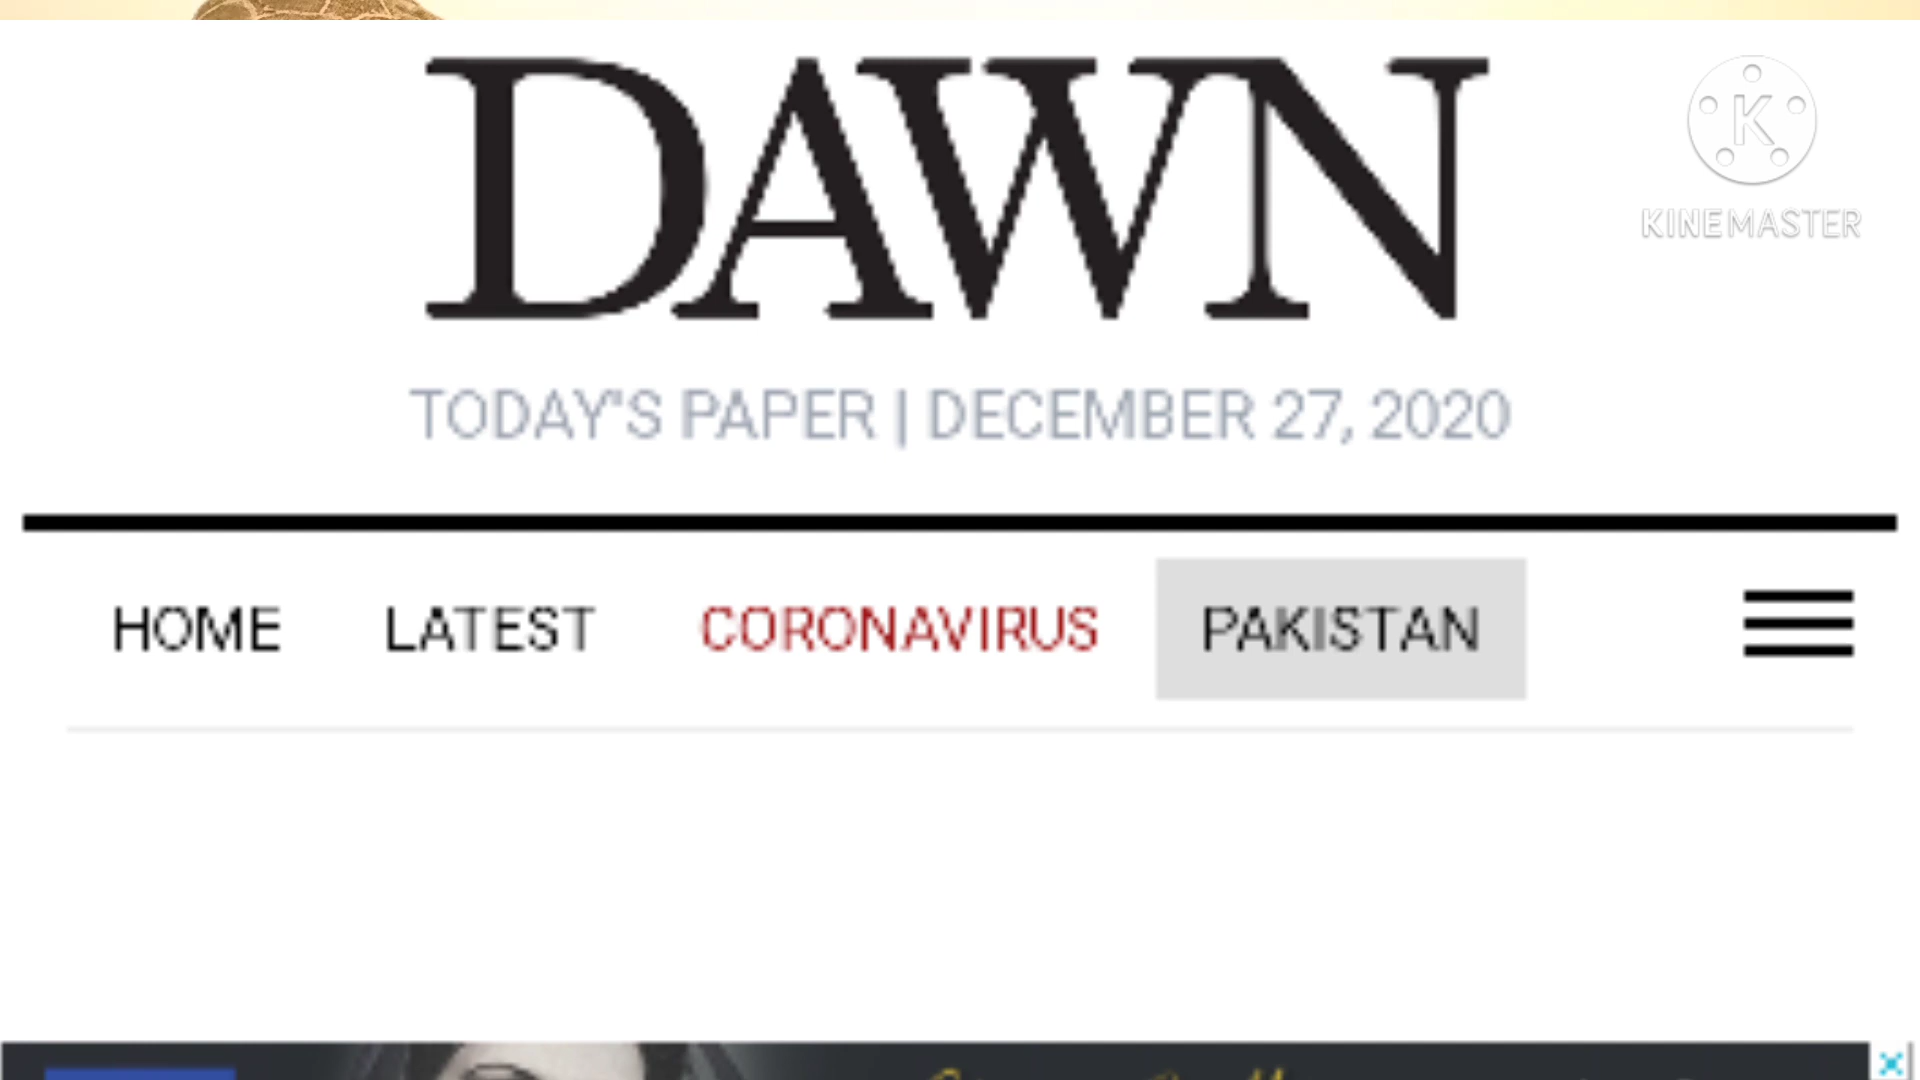 DAWN
KINEMASTER
TODAY'S PAPER | DECEMBER 27, 2020
HOME LATEST CORONAVIRUS PAKISTAN